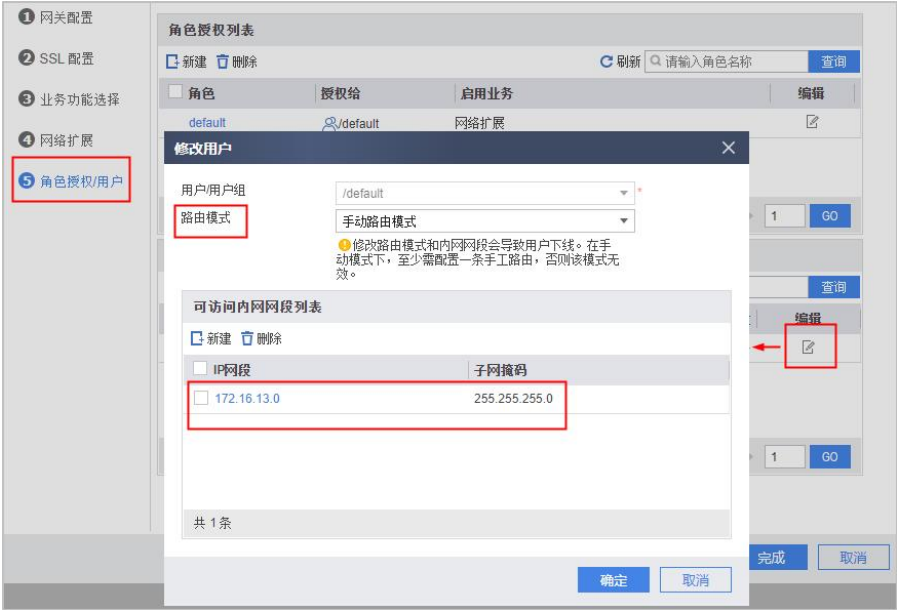 1 网关配置
2 SSL 配置
3 业务功能选择
4 网络扩展
5 角色授权/用户
角色授权列表
新建 删除
刷新 请输入角色名称 查询
角色 授权给 启用业务 编辑
default /default 网络扩展
1 GO
查询
编辑
1 GO
完成 取消
修改用户
用户/用户组 /default *
路由模式 手动路由模式
修改路由模式和内网网段会导致用户下线。在手
动模式下，至少需配置一条手工路由，否则该模式无
效。
可访问内网网段列表
新建 删除
IP网段 子网掩码
172.16.13.0 255.255.255.0
共 1 条
确定 取消